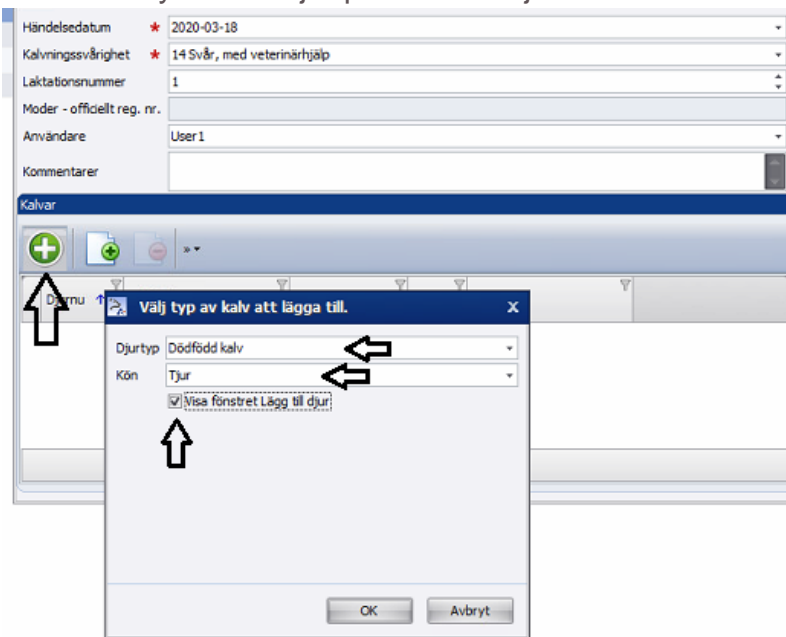 Händelsedatum * 2020-03-18
Kalvningssvårighet * 14 Svår, med veterinärhjälp
Laktationsnummer 1
Moder - officiellt reg. nr.
Användare User1
Kommentarer
Kalvar
Välj typ av kalv att lägga till. X
Djurtyp Dödfödd kalv
Kön Tjur
Visa fönstret Lägg till djur
OK Avbryt